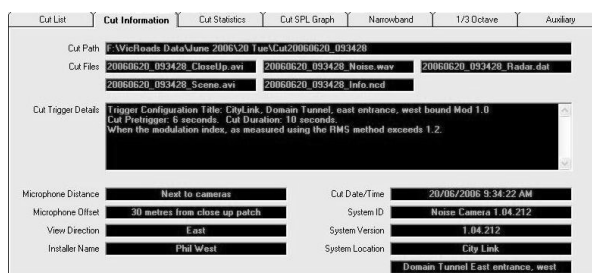 Cut List Cut Information Cut Statistics Cut SPL Graph Narrowband 1/3 Octave Auxiliary
Cut Path F:\VicRoads Data\June 2006\20 Tue\Cut20060620_093428
Cut Files 20060620_093428_CloseUp.avi 20060620_093428_Noise.wav 20060620_093428_Radar.dat
20060620_093428_Scene.avi 20060620_093428_Info.ncd
Cut Trigger Details Trigger Configuration Title: CityLink, Domain Tunnel, east entrance, west bound Mod 1.0
Cut Pretrigger: 6 seconds. Cut Duration: 10 seconds.
When the modulation index, as measured using the RMS method exceeds 1.2.
Microphone Distance Next to cameras Cut Date/Time 20/06/2006 9:34:22 AM
Microphone Offset 30 metres from close up patch System ID Noise Camera 1.04.212
View Direction East System Version 1.04.212
Installer Name Phil West System Location City Link
Domain Tunnel East entrance, west